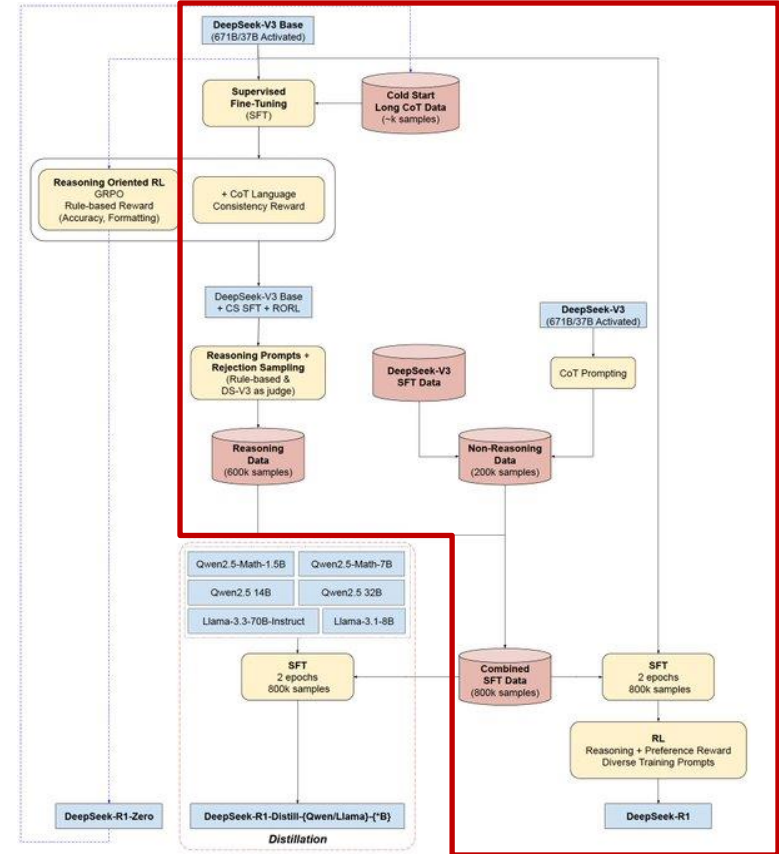 DeepSeek-V3 Base
(671B/37B Activated)
Supervised
Fine-Tuning
(SFT)
Cold Start
Long CoT Data
(~k samples)
Reasoning Oriented RL
GRPO
Rule-based Reward
(Accuracy, Formatting)
+ CoT Language
Consistency Reward
DeepSeek-V3 Base
+ CS SFT + RORL
DeepSeek-V3
(671B/37B Activated)
Reasoning Prompts +
Rejection Sampling
(Rule-based &
DS-V3 as judge)
DeepSeek-V3
SFT Data
CoT Prompting
Reasoning
Data
(600k samples)
Non-Reasoning
Data
(200k samples)
Qwen2.5-Math-1.5B
Qwen2.5-Math-7B
Qwen2.5 14B
Qwen2.5 32B
Llama-3.3-70B-Instruct
Llama-3.1-8B
SFT
2 epochs
800k samples
Combined
SFT Data
(800k samples)
SFT
2 epochs
800k samples
RL
Reasoning + Preference Reward
Diverse Training Prompts
DeepSeek-R1-Zero
DeepSeek-R1-Distill-{Qwen/Llama}-{*B}
DeepSeek-R1
Distillation